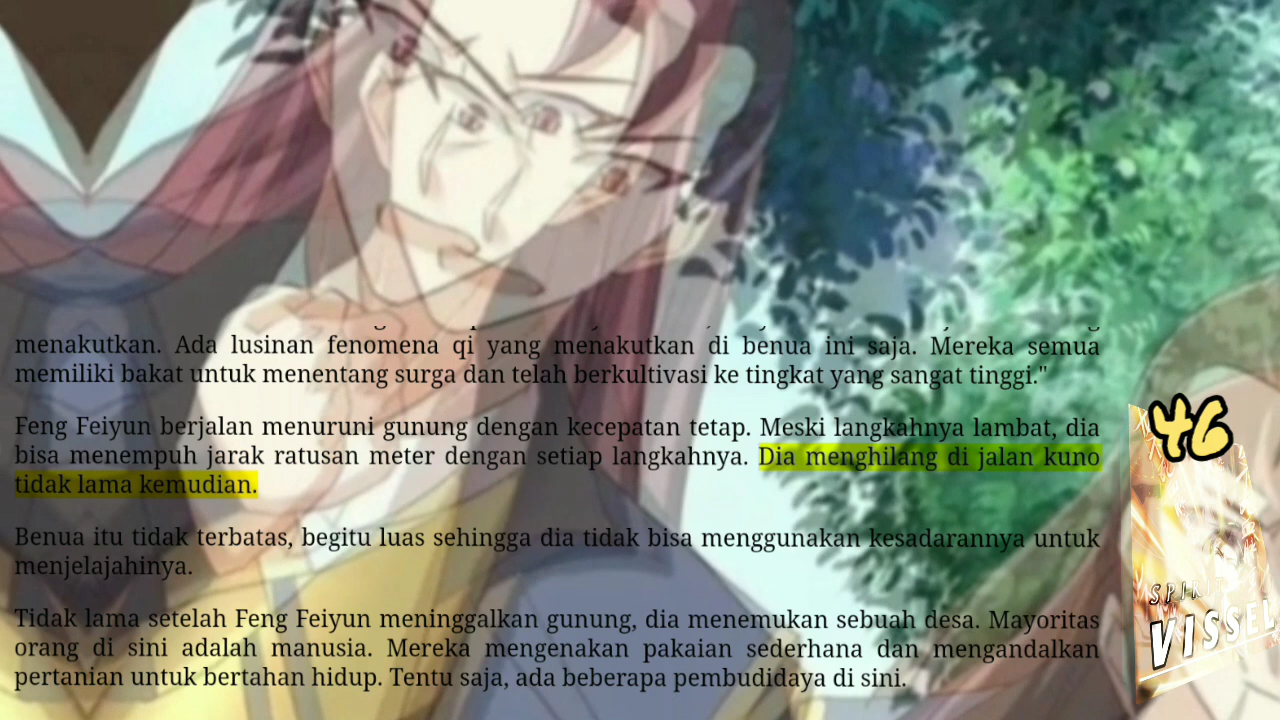 menakutkan. Ada lusinan fenomena qi yang menakutkan di benua ini saja. Mereka semua
memiliki bakat untuk menentang surga dan telah berkultivasi ke tingkat yang sangat tinggi."
Feng Feiyun berjalan menuruni gunung dengan kecepatan tetap. Meski langkahnya lambat, dia
bisa menempuh jarak ratusan meter dengan setiap langkahnya. Dia menghilang di jalan kuno
tidak lama kemudian.
Benua itu tidak terbatas, begitu luas sehingga dia tidak bisa menggunakan kesadarannya untuk
menjelajahinya.
Tidak lama setelah Feng Feiyun meninggalkan gunung, dia menemukan sebuah desa. Mayoritas
orang di sini adalah manusia. Mereka mengenakan pakaian sederhana dan mengandalkan
pertanian untuk bertahan hidup. Tentu saja, ada beberapa pembudidaya di sini.
46
SPIRIT
VISSEL